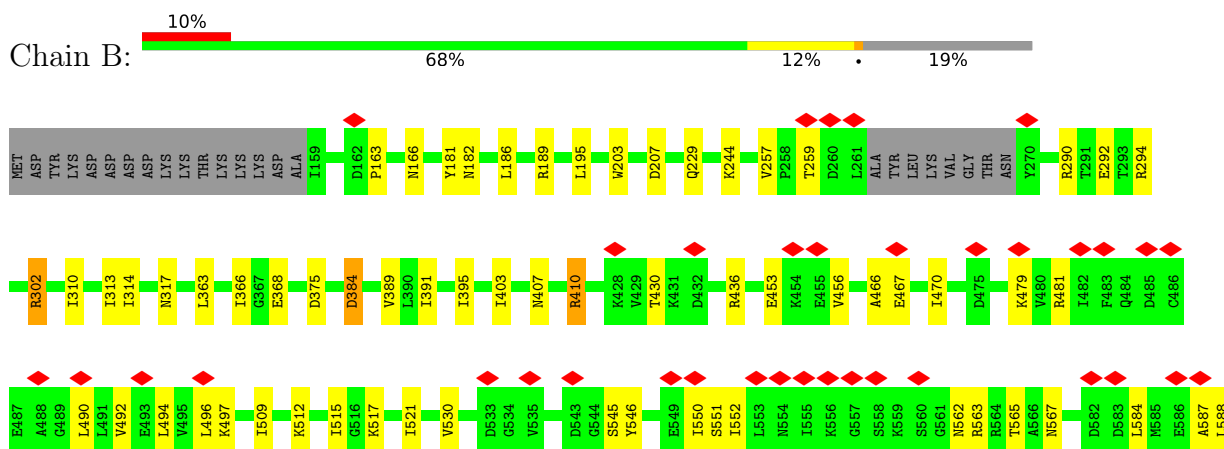 10%
Chain B:
68% 12% • 19%
MET ASP TYR LYS ASP ASP ASP ASP LYS LYS THR LYS LYS LYS ASP ALA I159 D162 P163 N166 Y181 N182 L186 R189 L195 W203 D207 Q229 K244 V257 P258 T259 D260 L261 ALA TYR LEU LYS VAL GLY THR ASN Y270 R290 T291 E292 T293 R294
R302 I310 I313 I314 N317 L363 I366 G367 E368 D375 D384 V389 L390 I391 I395 I403 N407 R410 K428 V429 T430 K431 D432 R436 E453 K454 E455 V456 A466 E467 I470 D475 K479 V480 R481 I482 F483 Q484 D485 C486
E487 A488 G489 L490 L491 V492 E493 L494 V495 L496 K497 I509 K512 I515 G516 K517 I521 V530 D533 G534 V535 D543 G544 S545 Y546 E549 I550 S551 I552 L553 N554 I555 K556 G557 S558 K559 S560 G561 N562 R563 R564 T565 A566 N567 D582 D583 L584 M585 E586 A587 L588